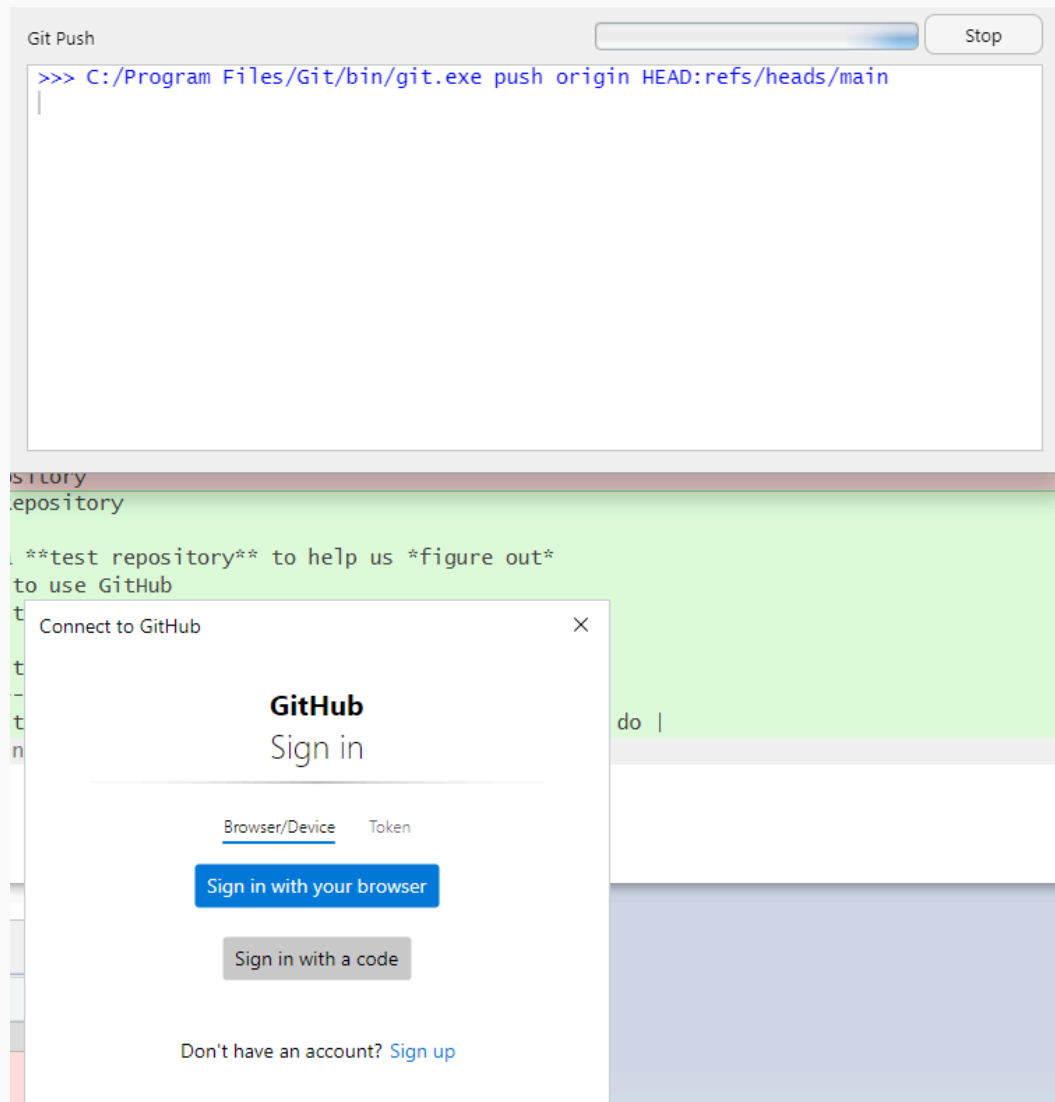 Git Push
Stop
>>> C:/Program Files/Git/bin/git.exe push origin HEAD:refs/heads/main
ository
epository
**test repository** to help us *figure out*
to use GitHub
t
t
t
do |
n
Connect to GitHub
GitHub
Sign in
Browser/Device Token
Sign in with your browser
Sign in with a code
Don't have an account? Sign up